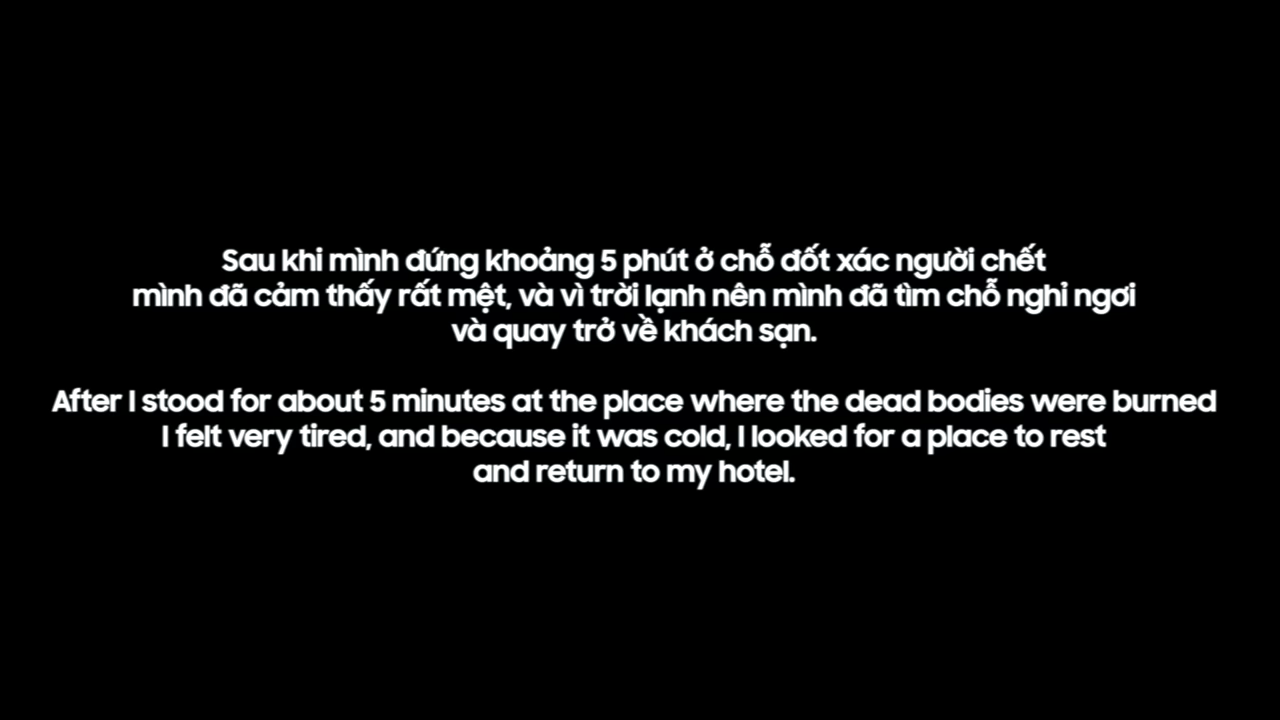 Sau khi mình đứng khoảng 5 phút ở chỗ đốt xác người chết
mình đã cảm thấy rất mệt, và vì trời lạnh nên mình đã tìm chỗ nghỉ ngơi
và quay trở về khách sạn.
After I stood for about 5 minutes at the place where the dead bodies were burned
I felt very tired, and because it was cold, I looked for a place to rest
and return to my hotel.